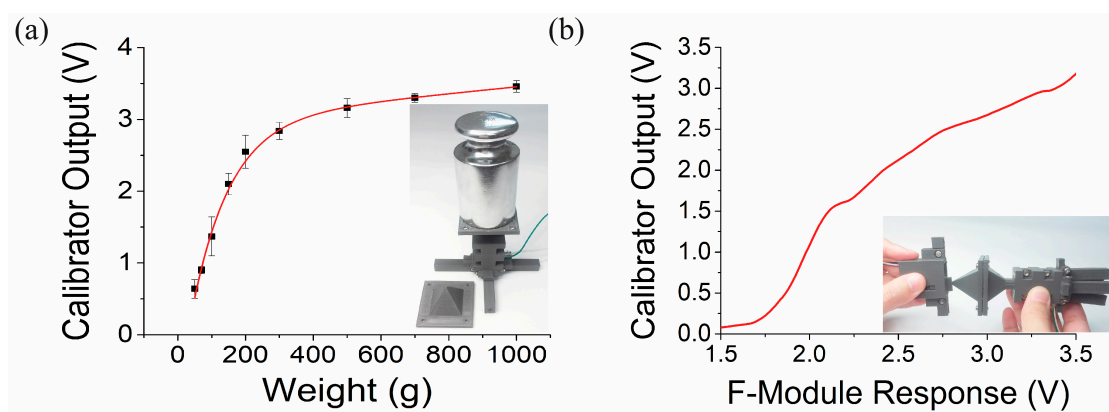 (a)
Calibrator Output (V)
4
3
2
1
0
0 200 400 600 800 1000
Weight (g)
(b)
Calibrator Output (V)
3.5
3.0
2.5
2.0
1.5
1.0
0.5
0.0
1.5 2.0 2.5 3.0 3.5
F-Module Response (V)